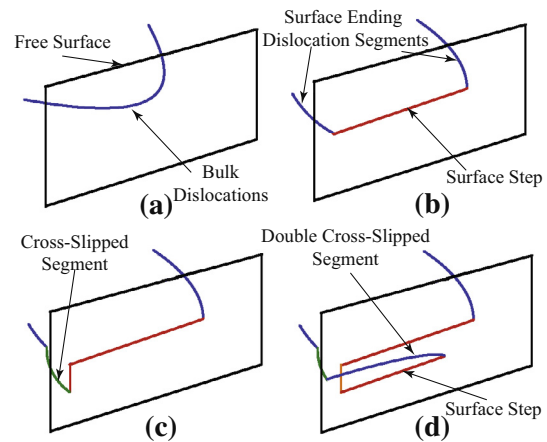 Free Surface
Bulk
Dislocations
(a)
Surface Ending
Dislocation Segments
Surface Step
(b)
Cross-Slipped
Segment
(c)
Double Cross-Slipped
Segment
Surface Step
(d)